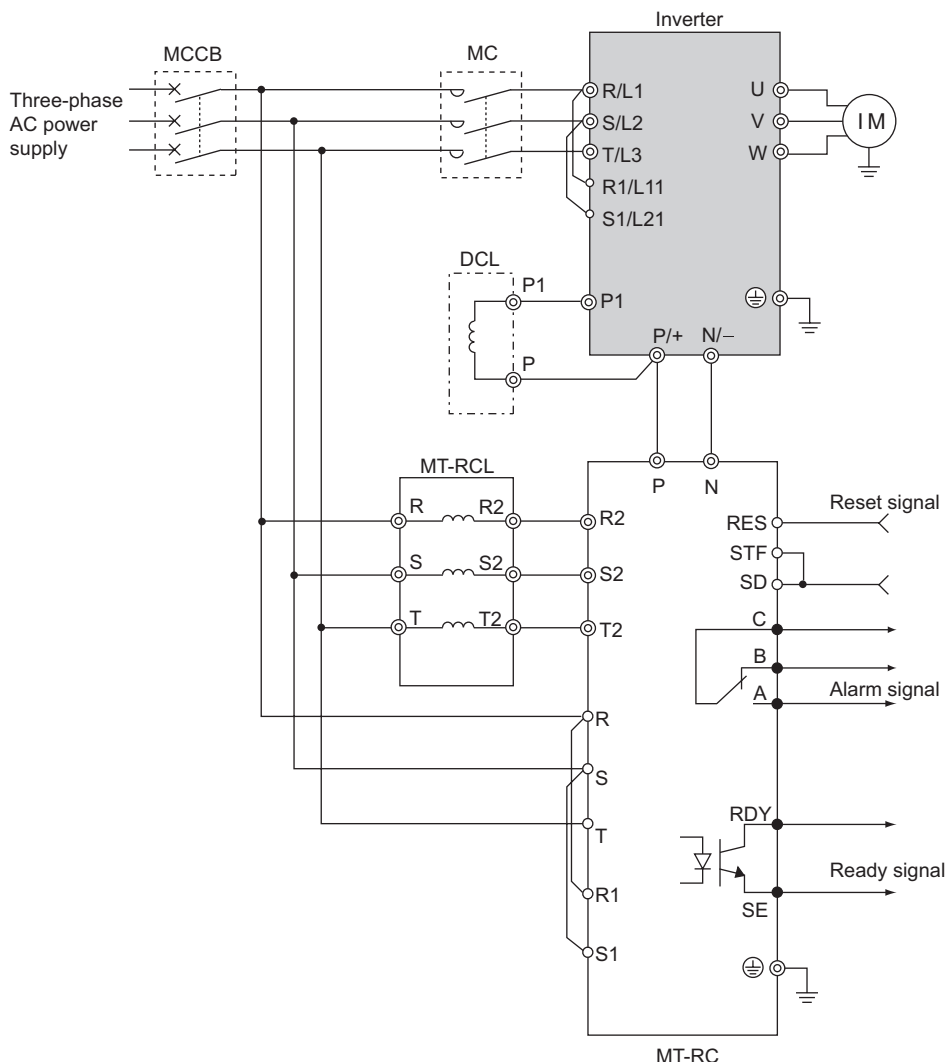 Inverter
MCCB
MC
Three-phase
AC power
supply
R/L1
S/L2
T/L3
R1/L11
S1/L21
U
V
W
IM
DCL
P1
P
P1
P/+
N/−
MT-RCL
R
R2
S
S2
T
T2
P
N
R2
S2
T2
R
S
T
R1
S1
RES
STF
SD
C
B
A
RDY
SE
Reset signal
Alarm signal
Ready signal
MT-RC